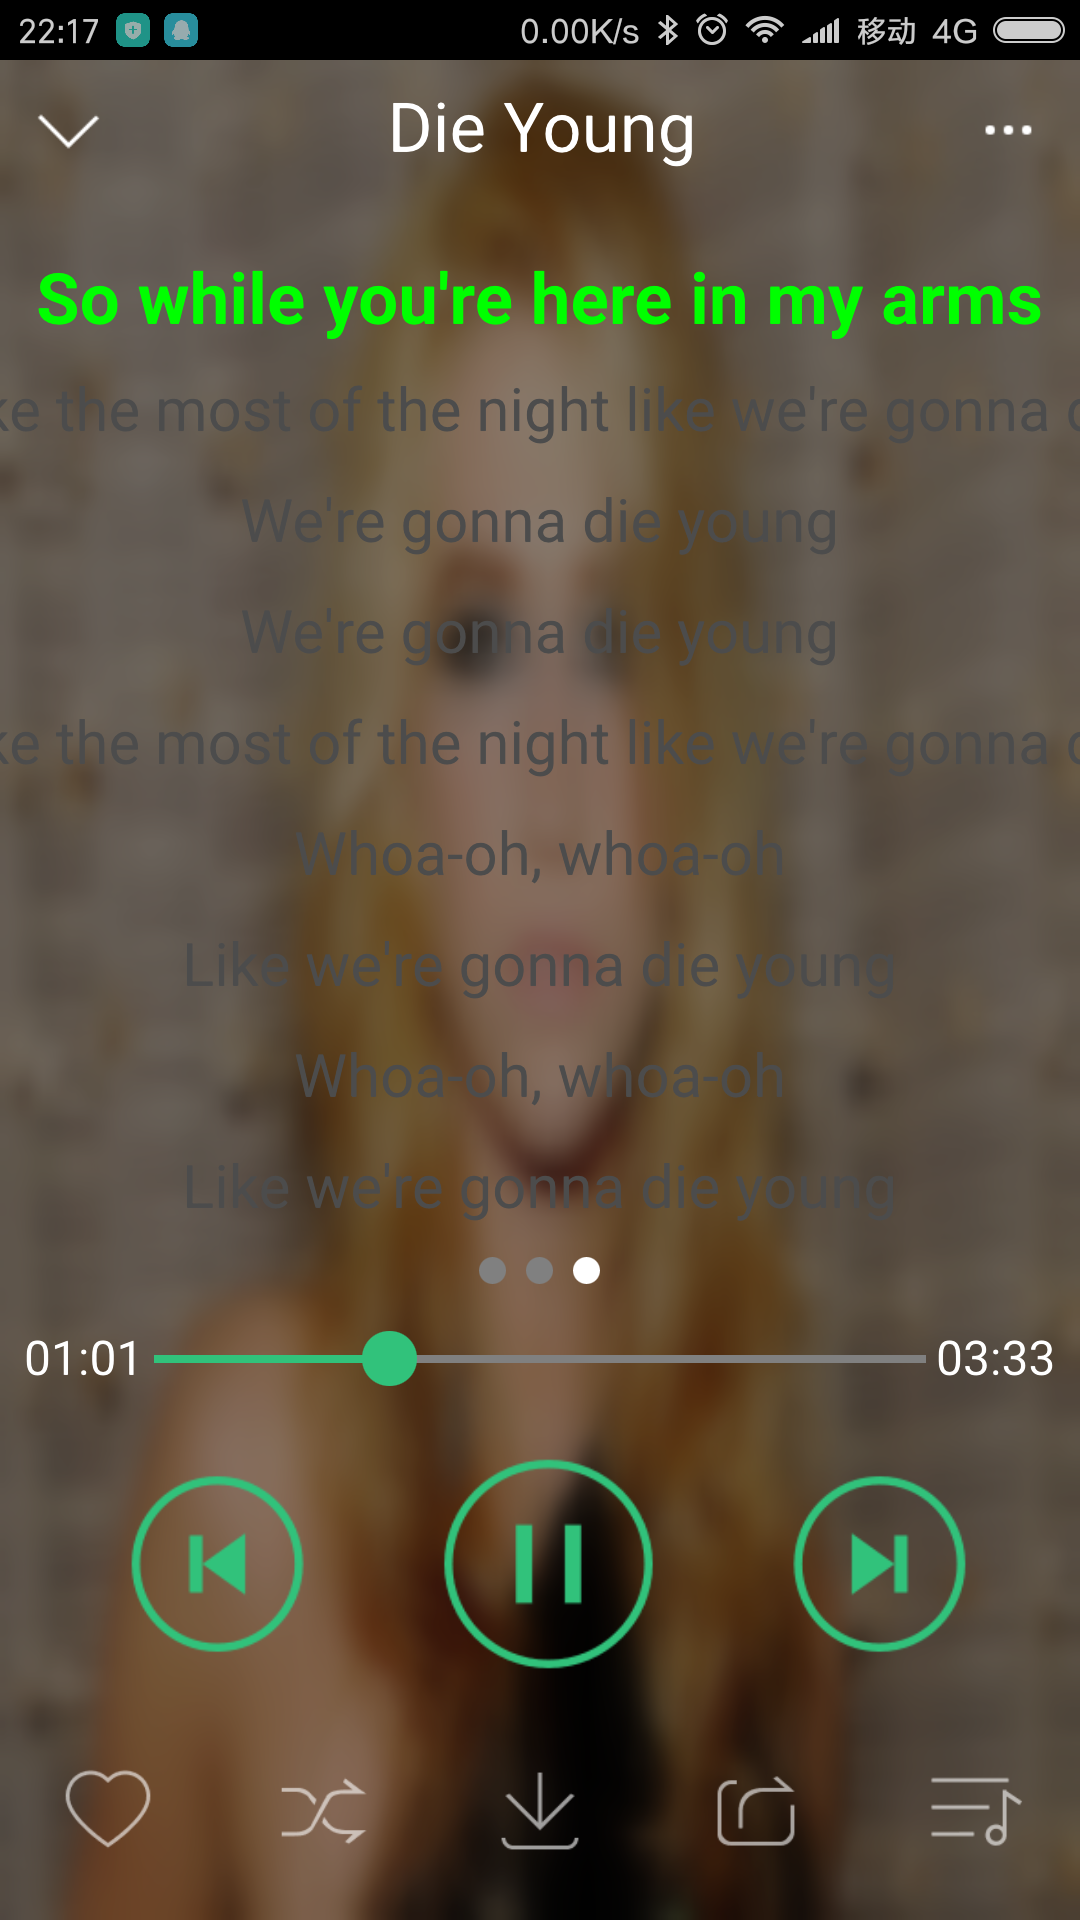 22:17 0.00K/s 移动 4G
Die Young
So while you're here in my arms
ke the most of the night like we're gonna d
We're gonna die young
We're gonna die young
ke the most of the night like we're gonna d
Whoa-oh, whoa-oh
Like we're gonna die young
Whoa-oh, whoa-oh
Like we're gonna die young
01:01 03:33